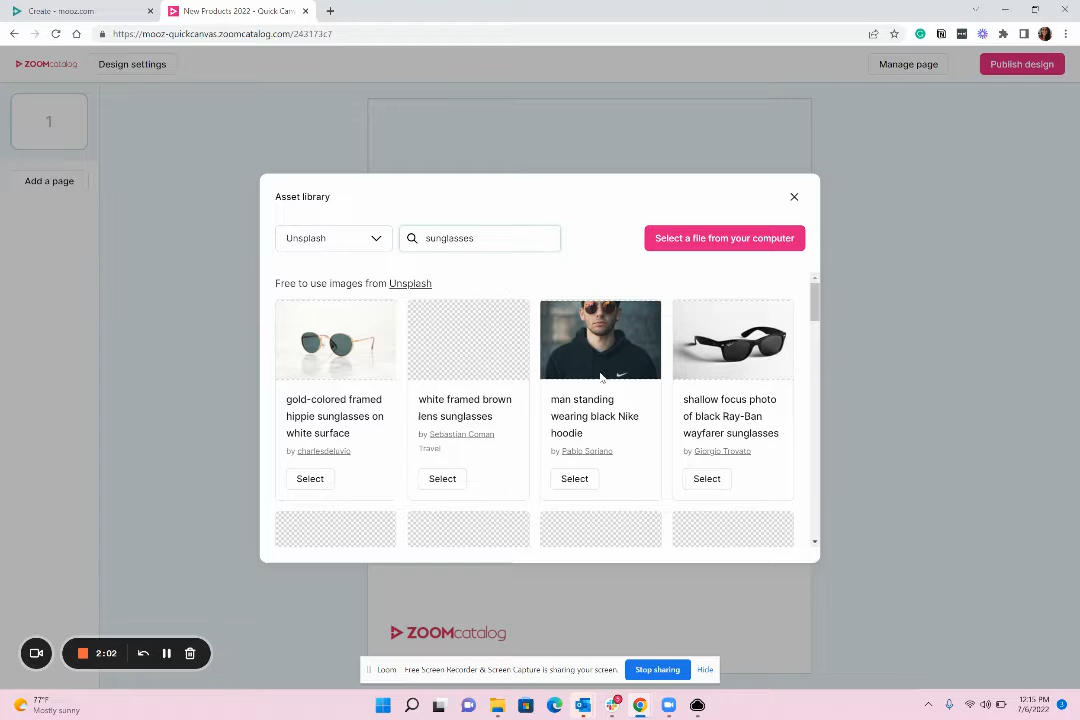 Create - mooz.com
New Products 2022 - Quick Canv
https://mooz-quickcanvas.zoomcatalog.com/243173c7
ZOOMcatalog
Design settings
Manage page
Publish design
1
Add a page
Asset library
Unsplash
sunglasses
Select a file from your computer
Free to use images from Unsplash
gold-colored framed
hippie sunglasses on
white surface
by charlesdeluvio
Select
white framed brown
lens sunglasses
by Sebastian Coman
Travel
Select
man standing
wearing black Nike
hoodie
by Pablo Soriano
Select
shallow focus photo
of black Ray-Ban
wayfarer sunglasses
by Giorgio Trovato
Select
ZOOMcatalog
2:02
Loom - Free Screen Recorder & Screen Capture is sharing your screen.
Stop sharing
Hide
77°F
Mostly sunny
12:15 PM
7/6/2022